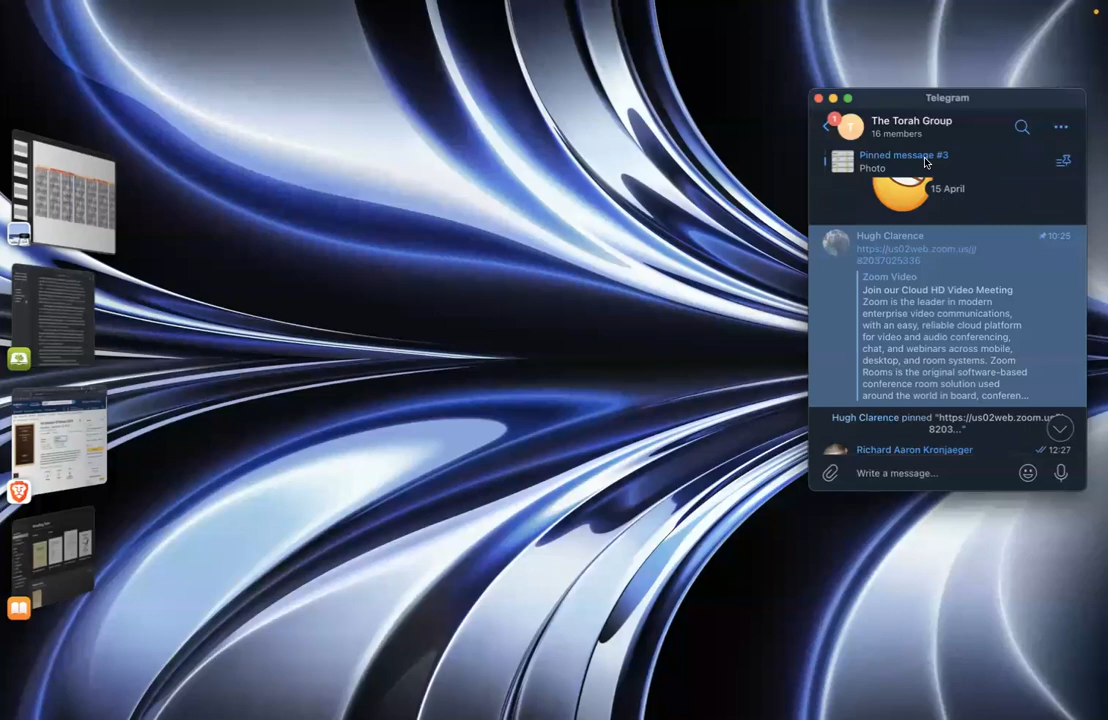 Telegram
1
T
The Torah Group
16 members
Pinned message #3
Photo
15 April
Hugh Clarence
10:25
https://us02web.zoom.us/j/
82037025336
Zoom Video
Join our Cloud HD Video Meeting
Zoom is the leader in modern
enterprise video communications,
with an easy, reliable cloud platform
for video and audio conferencing,
chat, and webinars across mobile,
desktop, and room systems. Zoom
Rooms is the original software-based
conference room solution used
around the world in board, conferen...
Hugh Clarence pinned "https://us02web.zoom.us/
8203..."
Richard Aaron Kronjaeger
12:27
Write a message...